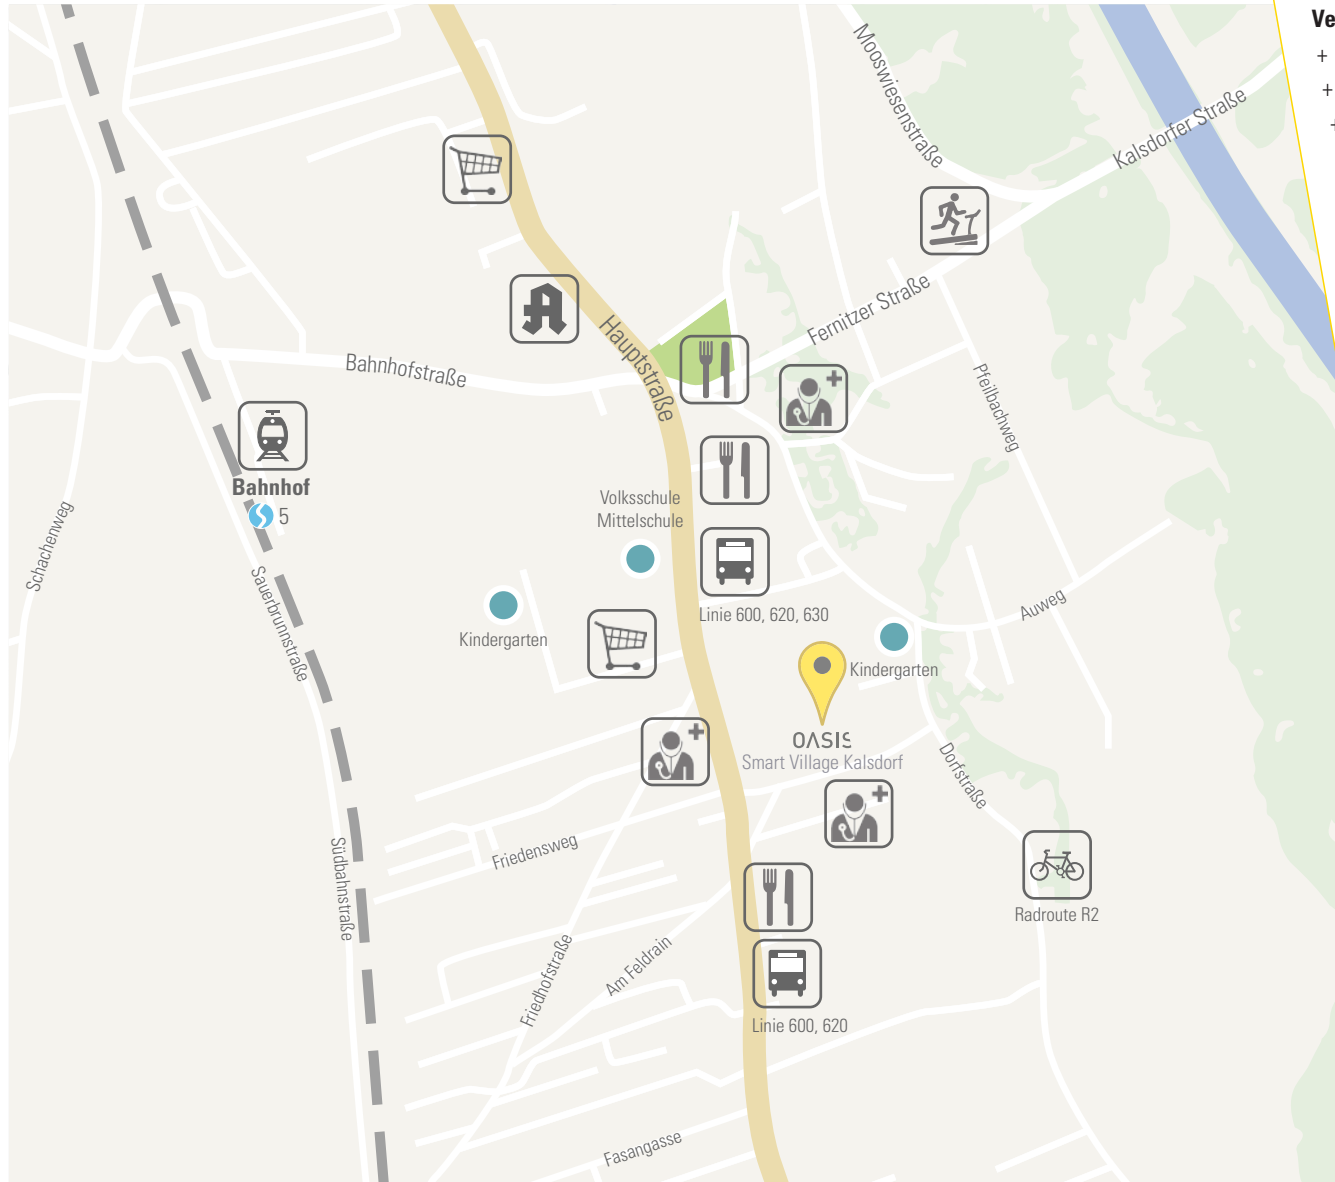 Ve
+
+
+
Mooswiesenstraße
Kalsdorfer Straße
Fernitzer Straße
Hauptstraße
Bahnhofstraße
Pfeilbachweg
Bahnhof
5
Volksschule
Mittelschule
Schachenweg
Sauerbrunnstraße
Linie 600, 620, 630
Auweg
Kindergarten
Kindergarten
OASIS
Smart Village Kalsdorf
Dorfstraße
Südbahnstraße
Friedensweg
Radroute R2
Friedhofstraße
Am Feldrain
Linie 600, 620
Fasangasse